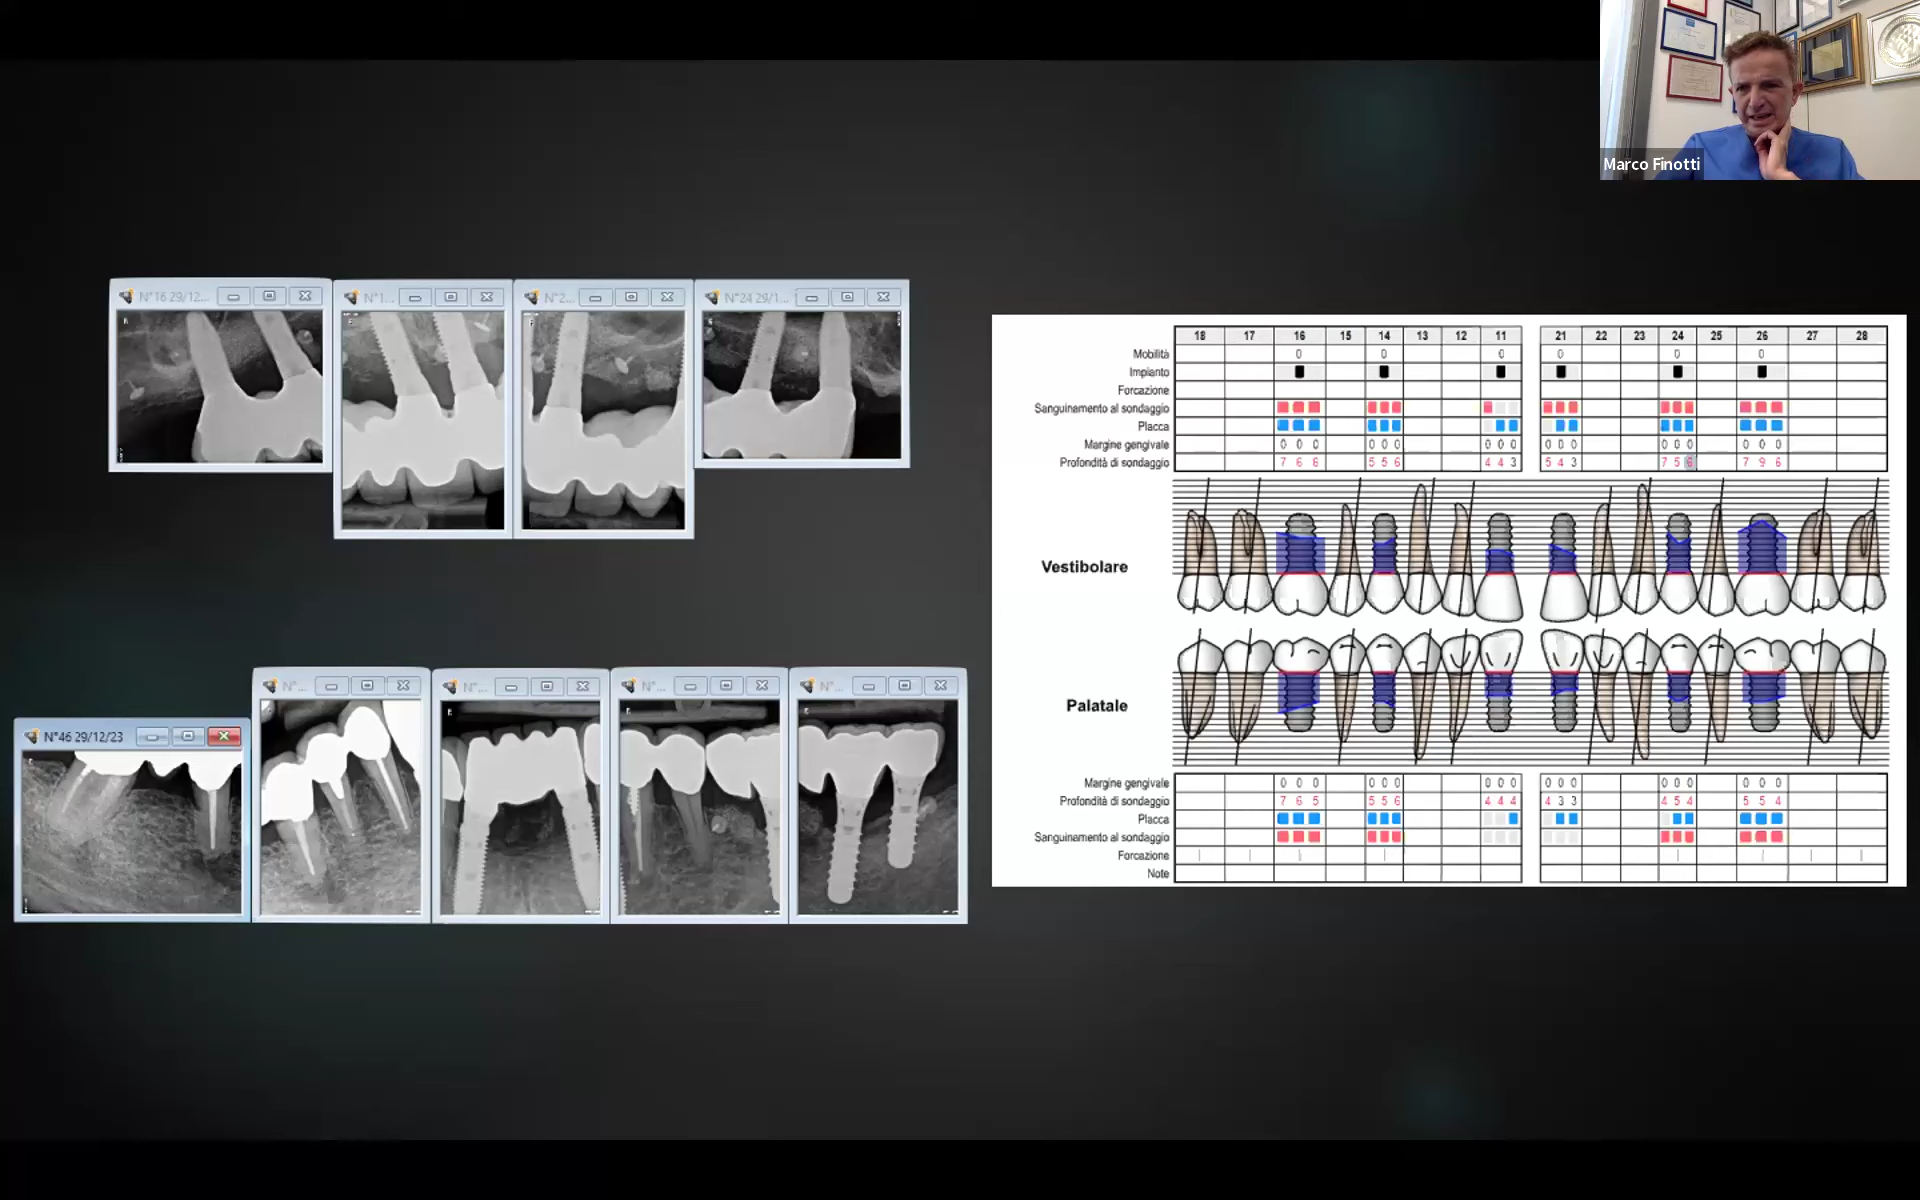 Marco Finotti
N°16 29/12...
N°1...
N°2...
N°24 29/1...
N°46 29/12/23
N°...
N°...
N°...
N°...
18 17 16 15 14 13 12 11 21 22 23 24 25 26 27 28
Mobilità 0 0 0 0 0 0
Impianto
Forcazione
Sanguinamento al sondaggio
Placca
Margine gengivale 0 0 0 0 0 0 0 0 0 0 0 0 0 0 0 0 0 0
Profondità di sondaggio 7 6 6 5 5 6 4 4 3 5 4 3 7 5 6 7 9 6
Vestibolare
Palatale
Margine gengivale 0 0 0 0 0 0 0 0 0 0 0 0 0 0 0 0 0 0
Profondità di sondaggio 7 6 5 5 5 6 4 4 4 4 3 3 4 5 4 5 5 4
Placca
Sanguinamento al sondaggio
Forcazione
Note